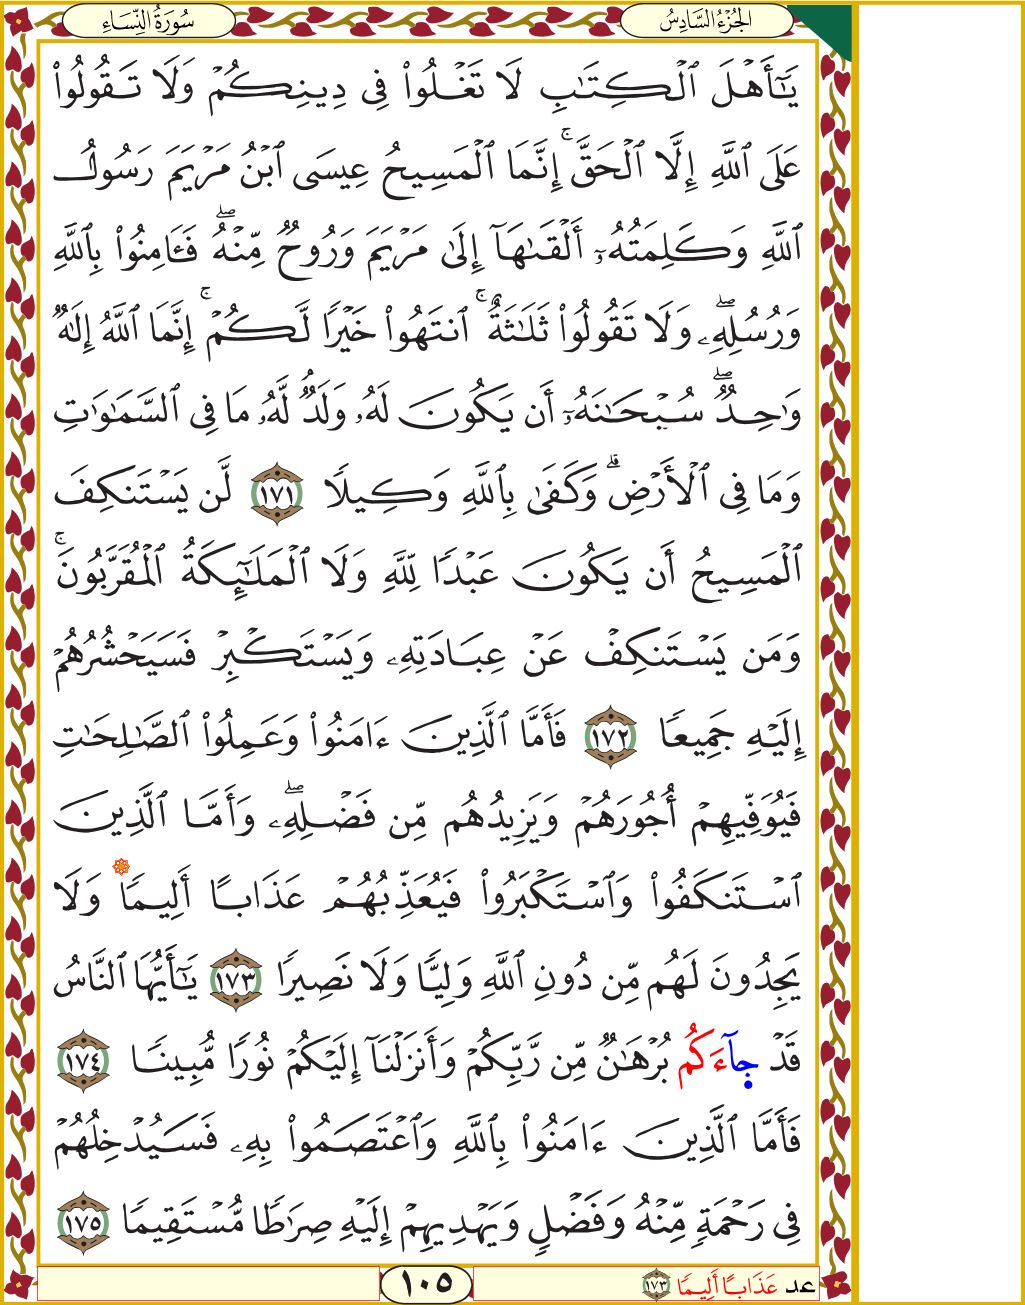 الجُزْءُ السَّادِسُ
سُورَةُ النِّسَاءِ
يَـٰٓأَهۡلَ ٱلۡكِتَـٰبِ لَا تَغۡلُوا۟ فِى دِينِكُمۡ وَلَا تَقُولُوا۟
عَلَى ٱللَّهِ إِلَّا ٱلۡحَقَّۚ إِنَّمَا ٱلۡمَسِيحُ عِيسَى ٱبۡنُ مَرۡيَمَ رَسُولُ
ٱللَّهِ وَكَلِمَتُهُۥٓ أَلۡقَىٰهَآ إِلَىٰ مَرۡيَمَ وَرُوحࣱ مِّنۡهُۖ فَـَٔامِنُوا۟ بِٱللَّهِ
وَرُسُلِهِۦۖ وَلَا تَقُولُوا۟ ثَلَـٰثَةٌۚ ٱنتَهُوا۟ خَيۡرࣰا لَّكُمۡۚ إِنَّمَا ٱللَّهُ إِلَـٰهࣱ
وَٰحِدࣱۖ سُبۡحَـٰنَهُۥٓ أَن يَكُونَ لَهُۥ وَلَدࣱۘ لَّهُۥ مَا فِى ٱلسَّمَـٰوَٰتِ
وَمَا فِى ٱلۡأَرۡضِۗ وَكَفَىٰ بِٱللَّهِ وَكِيلࣰا ١٧١ لَّن يَسۡتَنكِفَ
ٱلۡمَسِيحُ أَن يَكُونَ عَبۡدࣰا لِّلَّهِ وَلَا ٱلۡمَلَـٰٓئِكَةُ ٱلۡمُقَرَّبُونَۚ
وَمَن يَسۡتَنكِفۡ عَنۡ عِبَادَتِهِۦ وَيَسۡتَكۡبِرۡ فَسَيَحۡشُرُهُمۡ
إِلَيۡهِ جَمِيعࣰا ١٧٢ فَأَمَّا ٱلَّذِينَ ءَامَنُوا۟ وَعَمِلُوا۟ ٱلصَّـٰلِحَـٰتِ
فَيُوَفِّيهِمۡ أُجُورَهُمۡ وَيَزِيدُهُم مِّن فَضۡلِهِۦۖ وَأَمَّا ٱلَّذِينَ
ٱسۡتَنكَفُوا۟ وَٱسۡتَكۡبَرُوا۟ فَيُعَذِّبُهُمۡ عَذَابًا أَلِيمࣰا وَلَا
يَجِدُونَ لَهُم مِّن دُونِ ٱللَّهِ وَلِيࣰّا وَلَا نَصِيرࣰا ١٧٣ يَـٰٓأَيُّهَا ٱلنَّاسُ
قَدۡ جَآءَكُم بُرۡهَـٰنࣱ مِّن رَّبِّكُمۡ وَأَنزَلۡنَآ إِلَيۡكُمۡ نُورࣰا مُّبِينࣰا ١٧٤
فَأَمَّا ٱلَّذِينَ ءَامَنُوا۟ بِٱللَّهِ وَٱعۡتَصَمُوا۟ بِهِۦ فَسَيُدۡخِلُهُمۡ
فِى رَحۡمَةࣲ مِّنۡهُ وَفَضۡلࣲ وَيَهۡدِيهِمۡ إِلَيۡهِ صِرَٰطࣰا مُّسۡتَقِيمࣰا ١٧٥
عد عَذَابًا أَلِيمࣰا ١٧٣
١٠٥